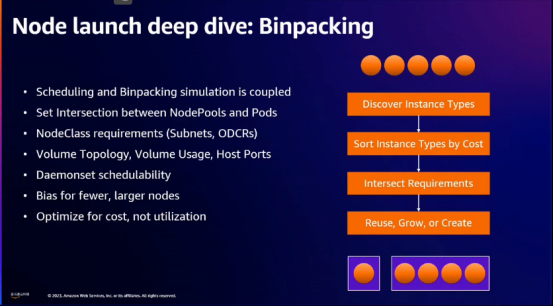 Node launch deep dive: Binpacking
• Scheduling and Binpacking simulation is coupled
• Set Intersection between NodePools and Pods
• NodeClass requirements (Subnets, ODCRs)
• Volume Topology, Volume Usage, Host Ports
• Daemonset schedulability
• Bias for fewer, larger nodes
• Optimize for cost, not utilization
Discover Instance Types
Sort Instance Types by Cost
Intersect Requirements
Reuse, Grow, or Create
© 2023, Amazon Web Services, Inc. or its affiliates. All rights reserved.